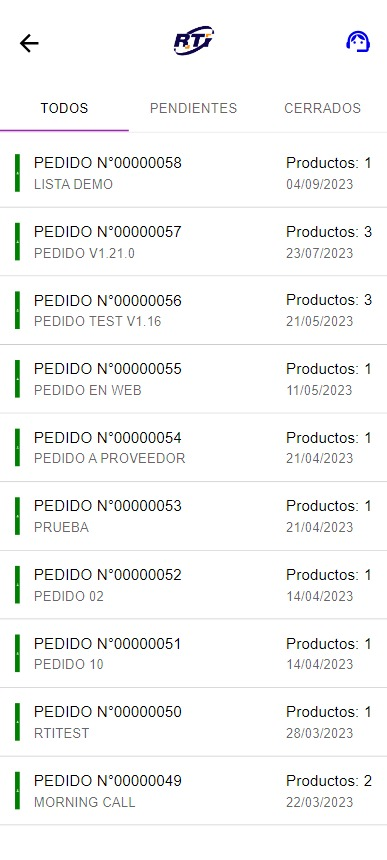 RTI
TODOS PENDIENTES CERRADOS
PEDIDO N°00000058 Productos: 1
LISTA DEMO 04/09/2023
PEDIDO N°00000057 Productos: 3
PEDIDO V1.21.0 23/07/2023
PEDIDO N°00000056 Productos: 3
PEDIDO TEST V1.16 21/05/2023
PEDIDO N°00000055 Productos: 1
PEDIDO EN WEB 11/05/2023
PEDIDO N°00000054 Productos: 1
PEDIDO A PROVEEDOR 21/04/2023
PEDIDO N°00000053 Productos: 1
PRUEBA 21/04/2023
PEDIDO N°00000052 Productos: 1
PEDIDO 02 14/04/2023
PEDIDO N°00000051 Productos: 1
PEDIDO 10 14/04/2023
PEDIDO N°00000050 Productos: 1
RTITEST 28/03/2023
PEDIDO N°00000049 Productos: 2
MORNING CALL 22/03/2023